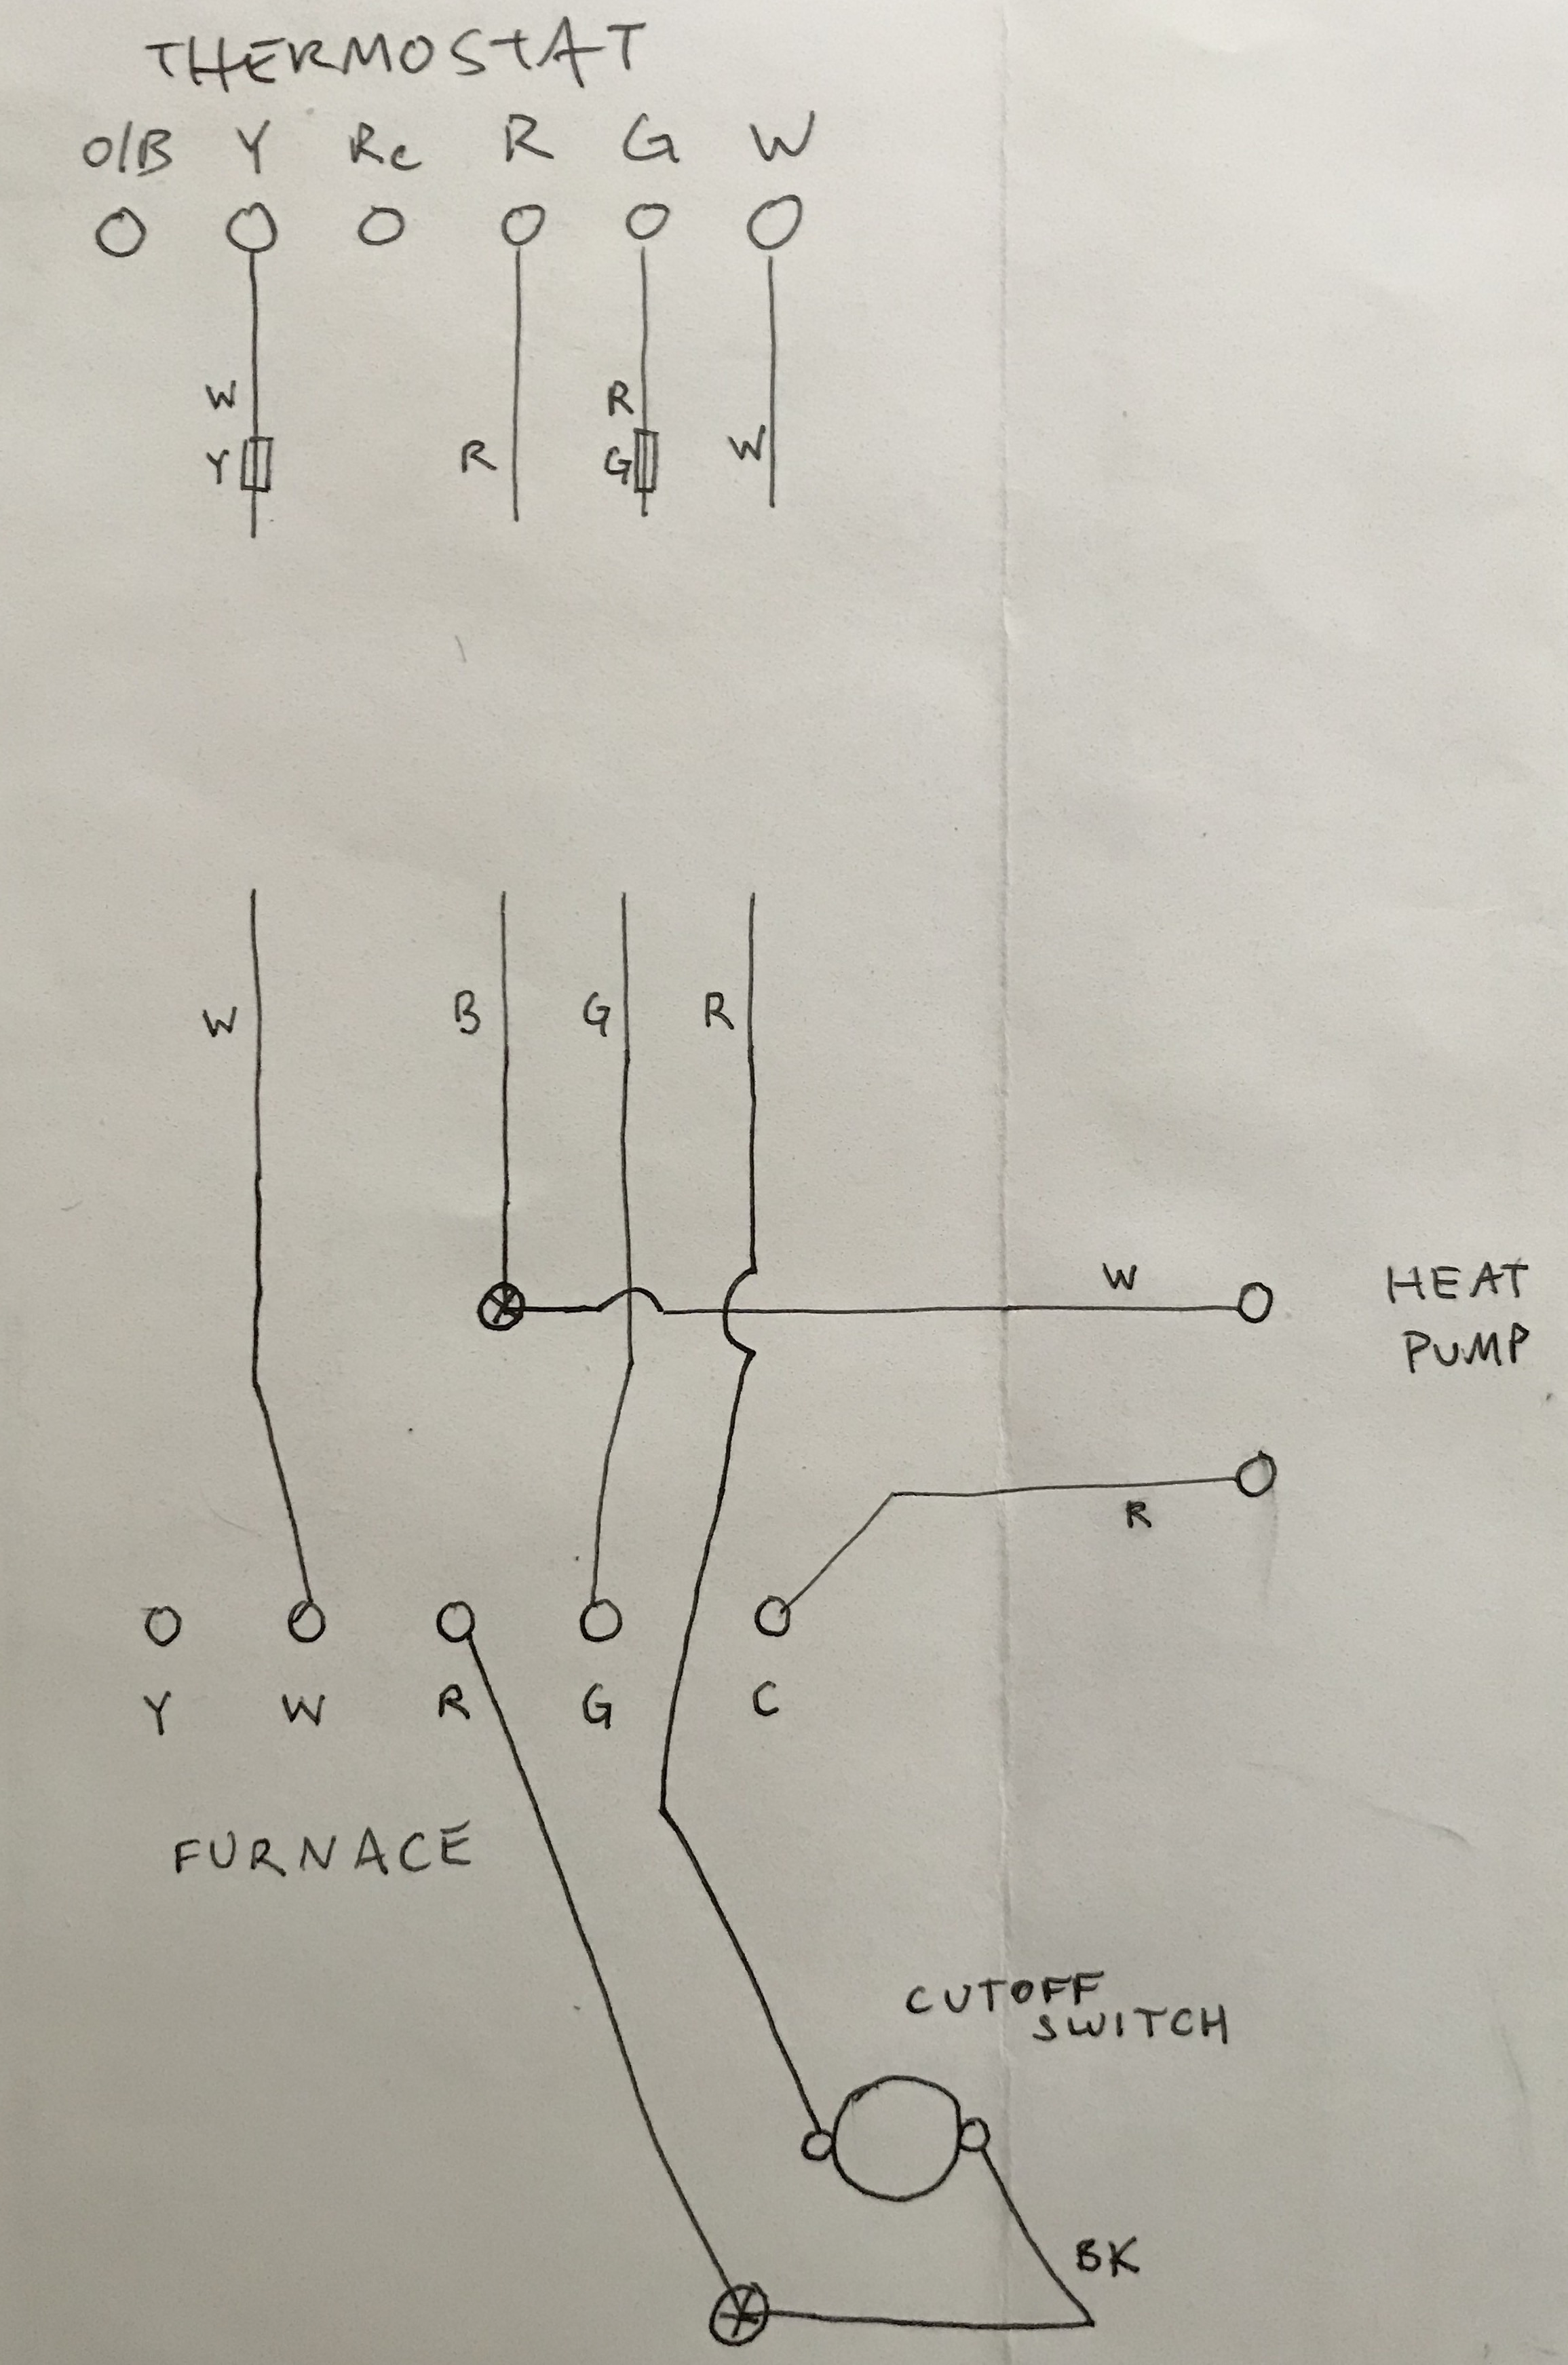 THERMOSTAT
O/B Y Rc R G W
W R
Y R G W
W B G R
W HEAT
PUMP
R
Y W R G C
FURNACE
CUTOFF
SWITCH
BK